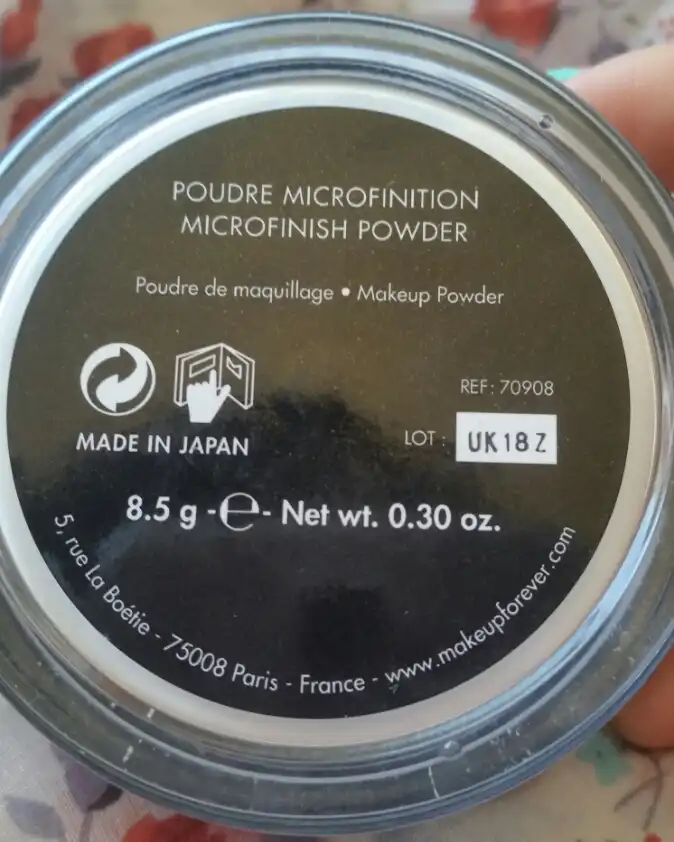 POUDRE MICROFINITION
MICROFINISH POWDER
Poudre de maquillage • Makeup Powder
REF: 70908
MADE IN JAPAN
LOT : UK18Z
8.5 g -℮- Net wt. 0.30 oz.
5, rue La Boétie - 75008 Paris - France - www.makeupforever.com